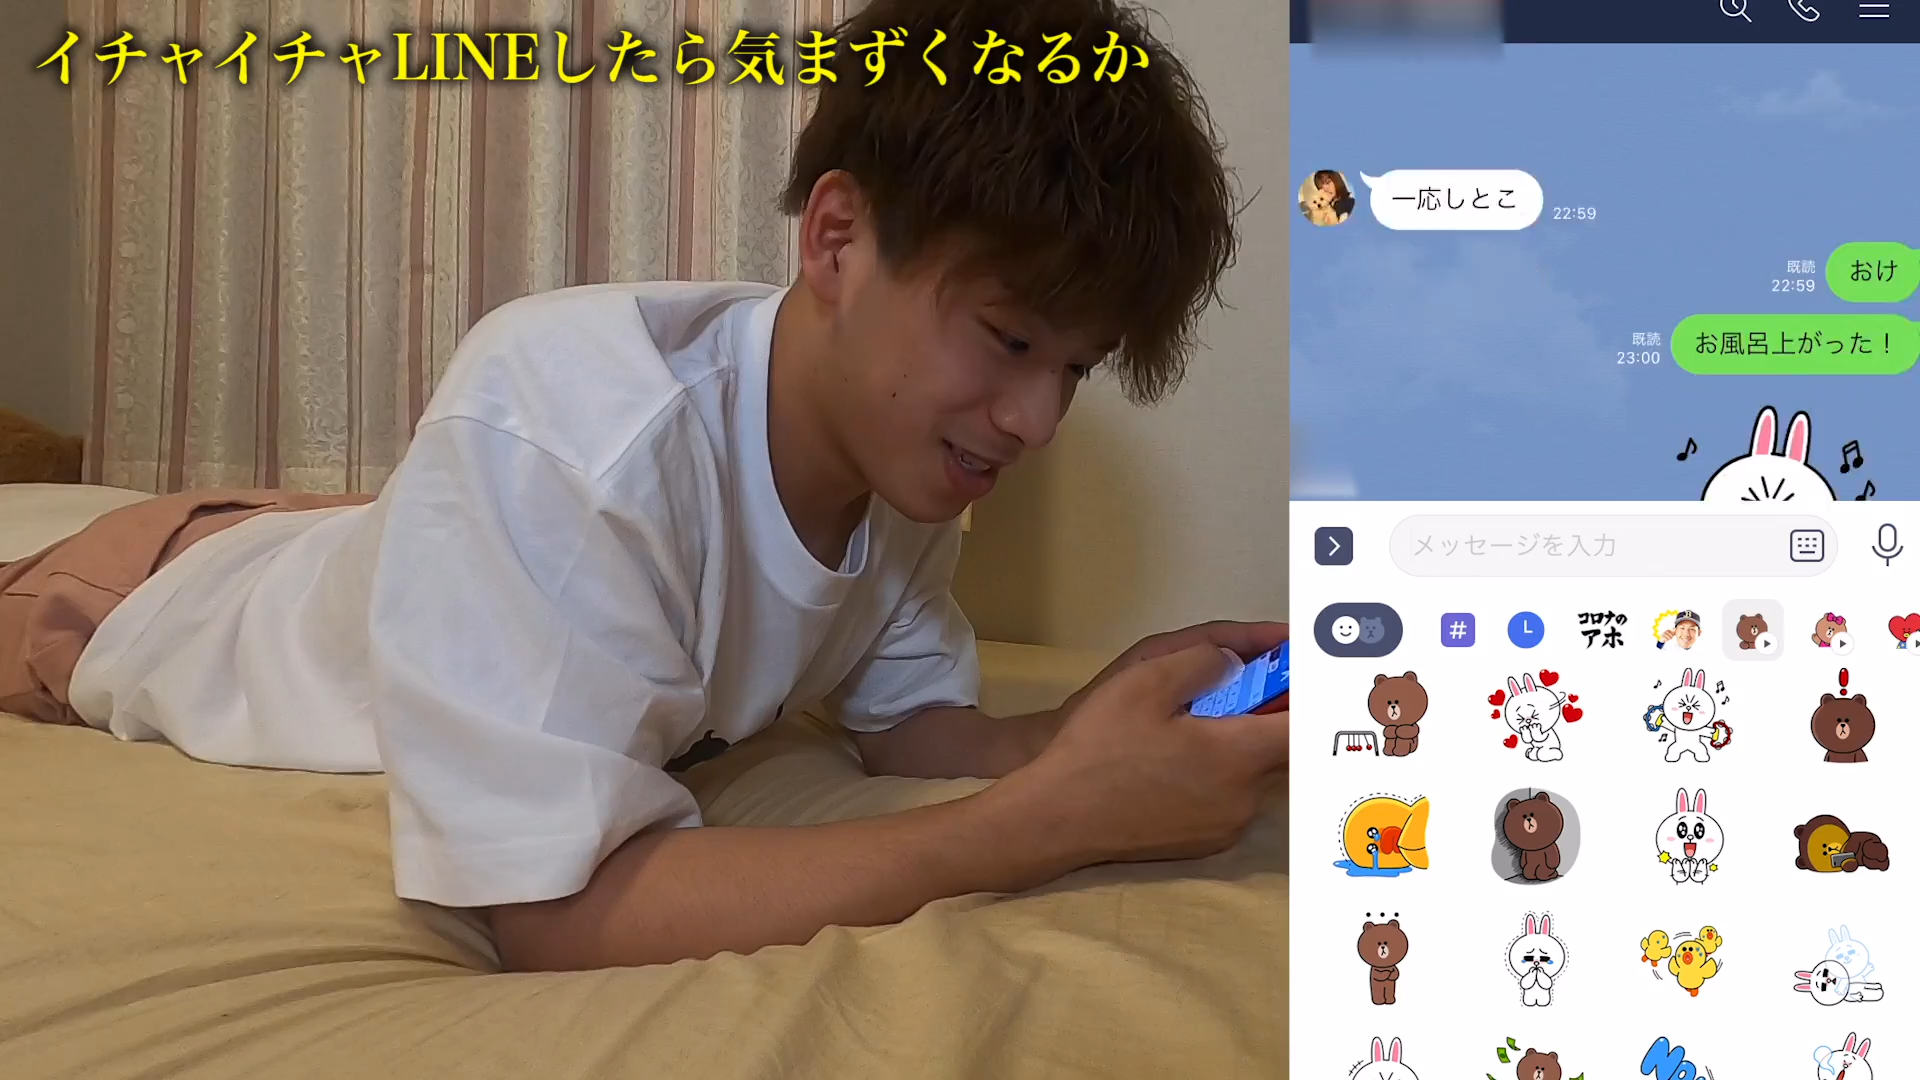 イチャイチャLINEしたら気まずくなるか
一応しとこ
22:59
おけ
既読
22:59
お風呂上がった！
既読
23:00
メッセージを入力
#
コロナの
アホ